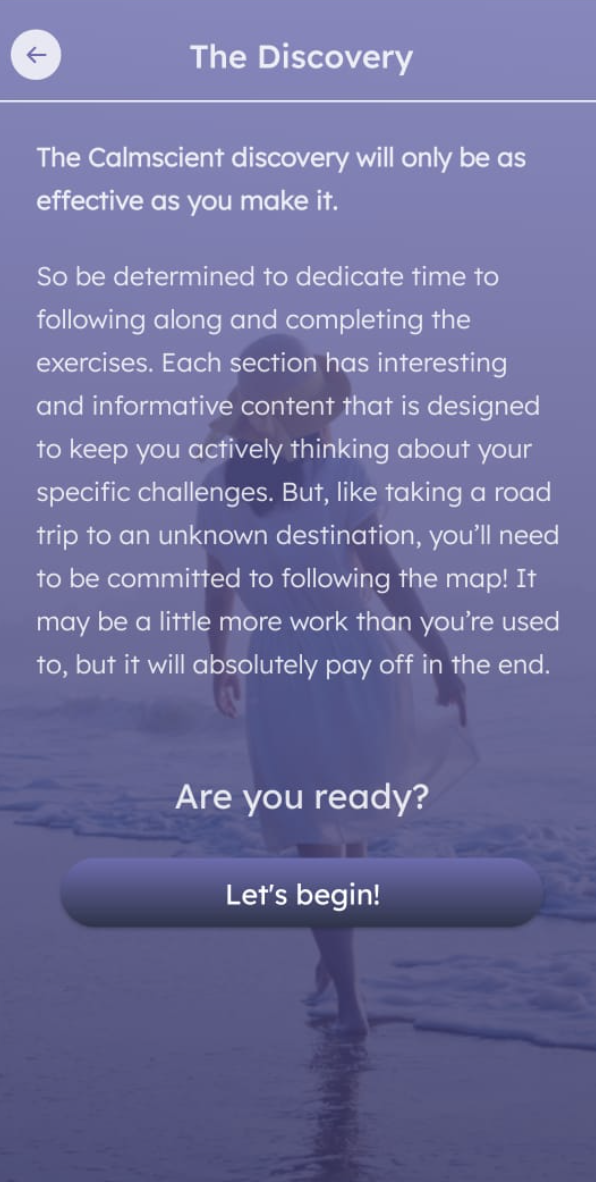 The Discovery
The Calmscient discovery will only be as
effective as you make it.
So be determined to dedicate time to
following along and completing the
exercises. Each section has interesting
and informative content that is designed
to keep you actively thinking about your
specific challenges. But, like taking a road
trip to an unknown destination, you’ll need
to be committed to following the map! It
may be a little more work than you’re used
to, but it will absolutely pay off in the end.
Are you ready?
Let's begin!